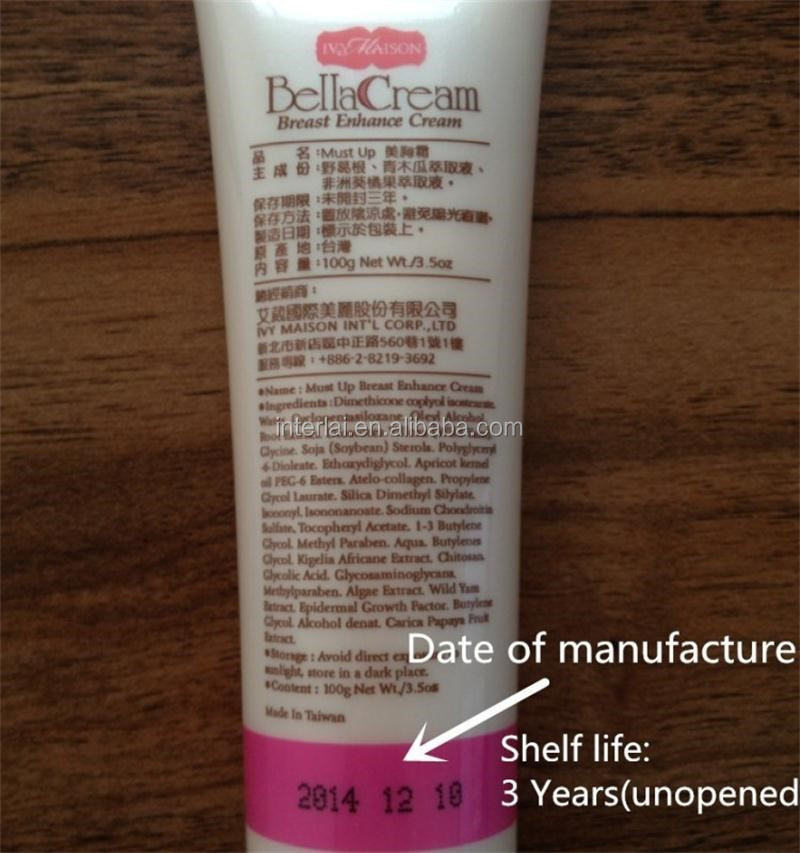 IVY MAISON
BellaCream
Breast Enhance Cream
品 名:Must Up 美胸霜
主 成 份:野葛根、青木瓜萃取液、
非洲葵橘果萃取液。
保存期限:未開封三年。
保存方法:置放陰涼處,避免陽光直曬。
製造日期:標示於包裝上。
原 產 地:台灣
內 容 量:100g Net Wt./3.5oz
總經銷商:
艾葳國際美麗股份有限公司
IVY MAISON INT'L CORP.,LTD
新北市新店區中正路560巷1號1樓
服務專線:+886-2-8219-3692
•Name : Must Up Breast Enhance Cream
•Ingredients : Dimethicone coplyol isostearate.
Cyclopentasiloxane. Oleyl Alcohol.
interlai.en.alibaba.com
Glycine. Soja (Soybean) Sterols. Polyglyceryl
-6 Dioleate. Ethoxydiglycol. Apricot kernel
oil PEG-6 Esters. Atelo-collagen. Propylene
Glycol Laurate. Silica Dimethyl Silylate.
Isononyl. Isononanoate. Sodium Chondroitin
Sulfate, Tocopheryl Acetate. 1-3 Butylene
Glycol. Methyl Paraben. Aqua. Butylenes
Glycol. Kigelia Africane Extract. Chitosan.
Glycolic Acid. Glycosaminoglycans.
Methylparaben. Algae Extract. Wild Yam
Extract. Epidermal Growth Factor. Butylene
Glycol. Alcohol denat. Carica Papaya Fruit
Extract.
•Storage : Avoid direct
sunlight, store in a dark place.
•Content : 100g Net Wt./3.5oz
Made In Taiwan
Date of manufacture
Shelf life:
3 Years(unopened
2014 12 10